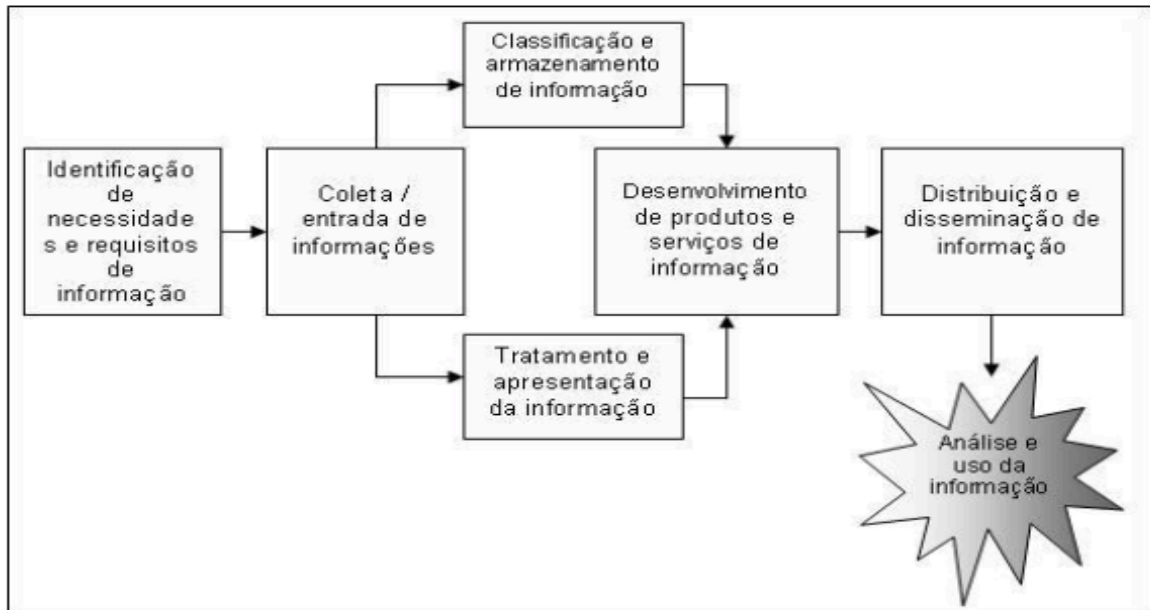 Identificação
de
necessidade
s e requisitos
de
informação
Coleta /
entrada de
informações
Classificação e
armazenamento
de informação
Tratamento e
apresentação
da informação
Desenvolvimento
de produtos e
serviços de
informação
Distribuição e
disseminação de
informação
Análise e
uso da
informação